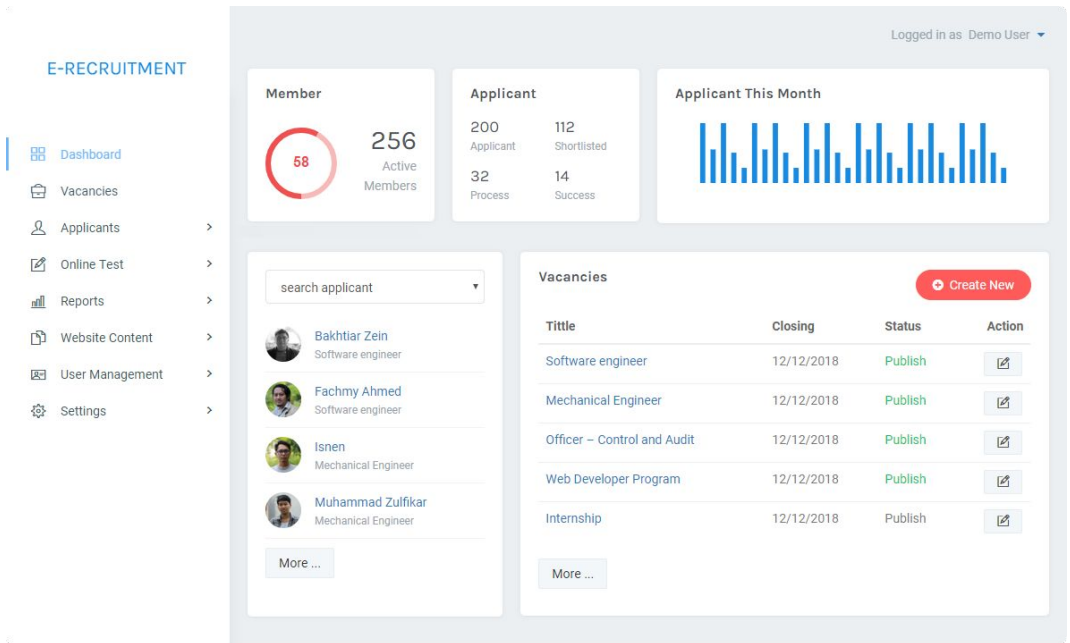 Logged in as Demo User
E-RECRUITMENT
Dashboard
Vacancies
Applicants
Online Test
Reports
Website Content
User Management
Settings
Member
58
256
Active
Members
Applicant
200
Applicant
112
Shortlisted
32
Process
14
Success
Applicant This Month
search applicant
Bakhtiar Zein
Software engineer
Fachmy Ahmed
Software engineer
Isnen
Mechanical Engineer
Muhammad Zulfikar
Mechanical Engineer
More ...
Vacancies
Create New
Tittle Closing Status Action
Software engineer 12/12/2018 Publish
Mechanical Engineer 12/12/2018 Publish
Officer – Control and Audit 12/12/2018 Publish
Web Developer Program 12/12/2018 Publish
Internship 12/12/2018 Publish
More ...